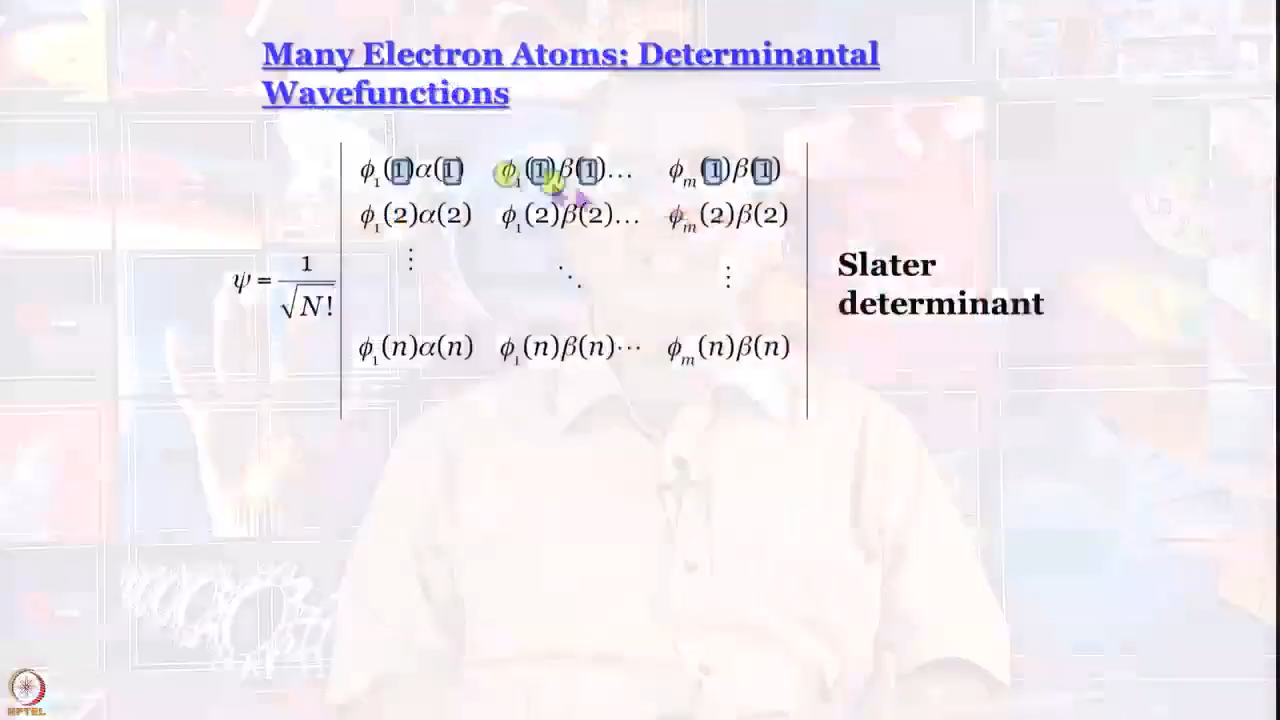 Many Electron Atoms: Determinantal
Wavefunctions
ϕ₁(1)α(1) ϕ₁(1)β(1)… ϕₘ(1)β(1)
ϕ₁(2)α(2) ϕ₁(2)β(2)… ϕₘ(2)β(2)
⋮ ⋱ ⋮
ψ = 1/√N!
ϕ₁(n)α(n) ϕ₁(n)β(n)⋯ ϕₘ(n)β(n)
Slater
determinant
NPTEL